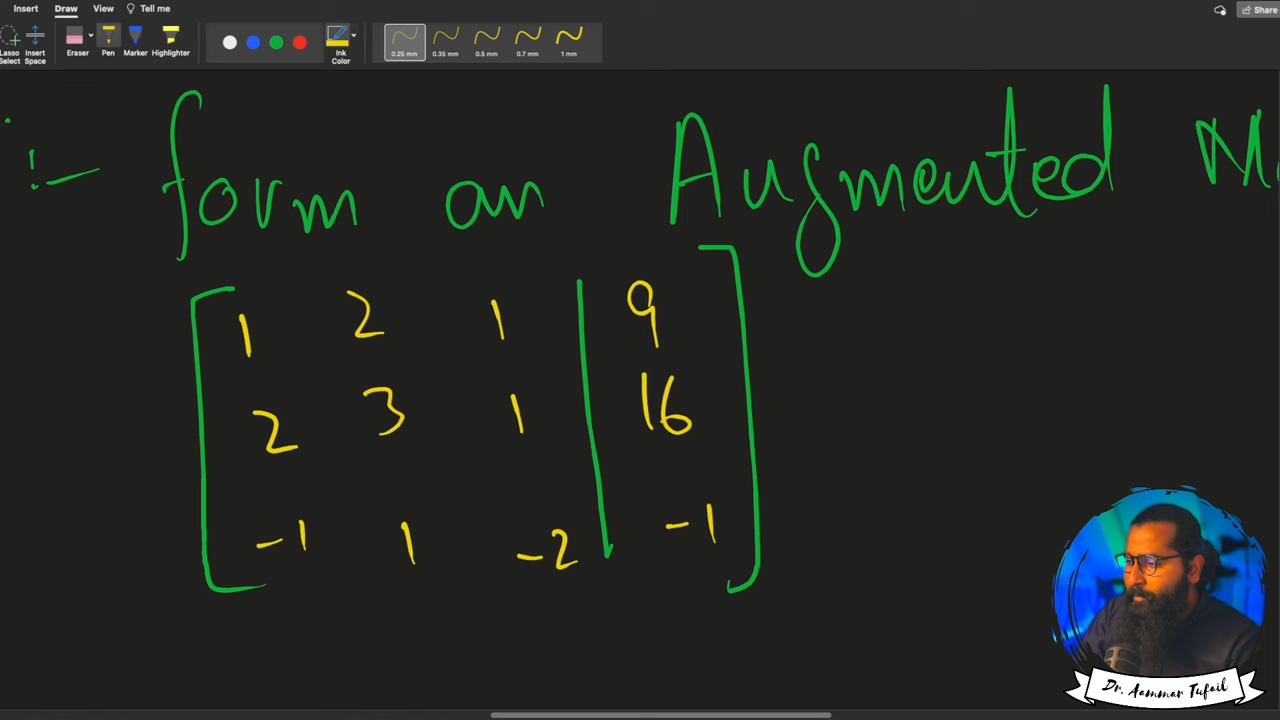 Insert Draw View Tell me Share
Lasso Select Insert Space Eraser Pen Marker Highlighter Ink Color 0.25 mm 0.35 mm 0.5 mm 0.7 mm 1 mm
:- form an Augmented M
1 2 1 9
2 3 1 16
-1 1 -2 -1
Dr. Aammar Tufail